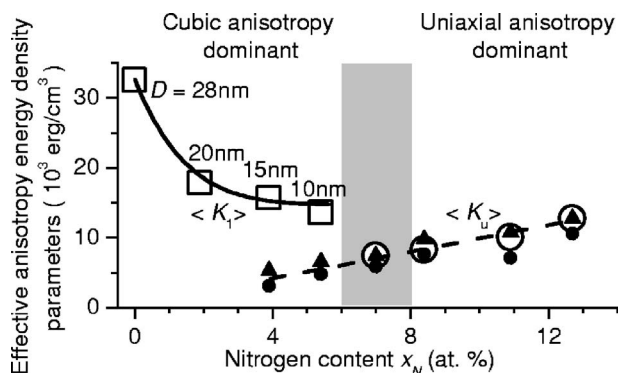 Cubic anisotropy
dominant
Uniaxial anisotropy
dominant
Effective anisotropy energy density
parameters ( 10³ erg/cm³ )
30
20
10
0
D = 28nm
20nm
15nm
10nm
< K₁ >
< Kᵤ >
0
4
8
12
Nitrogen content x_N (at. %)